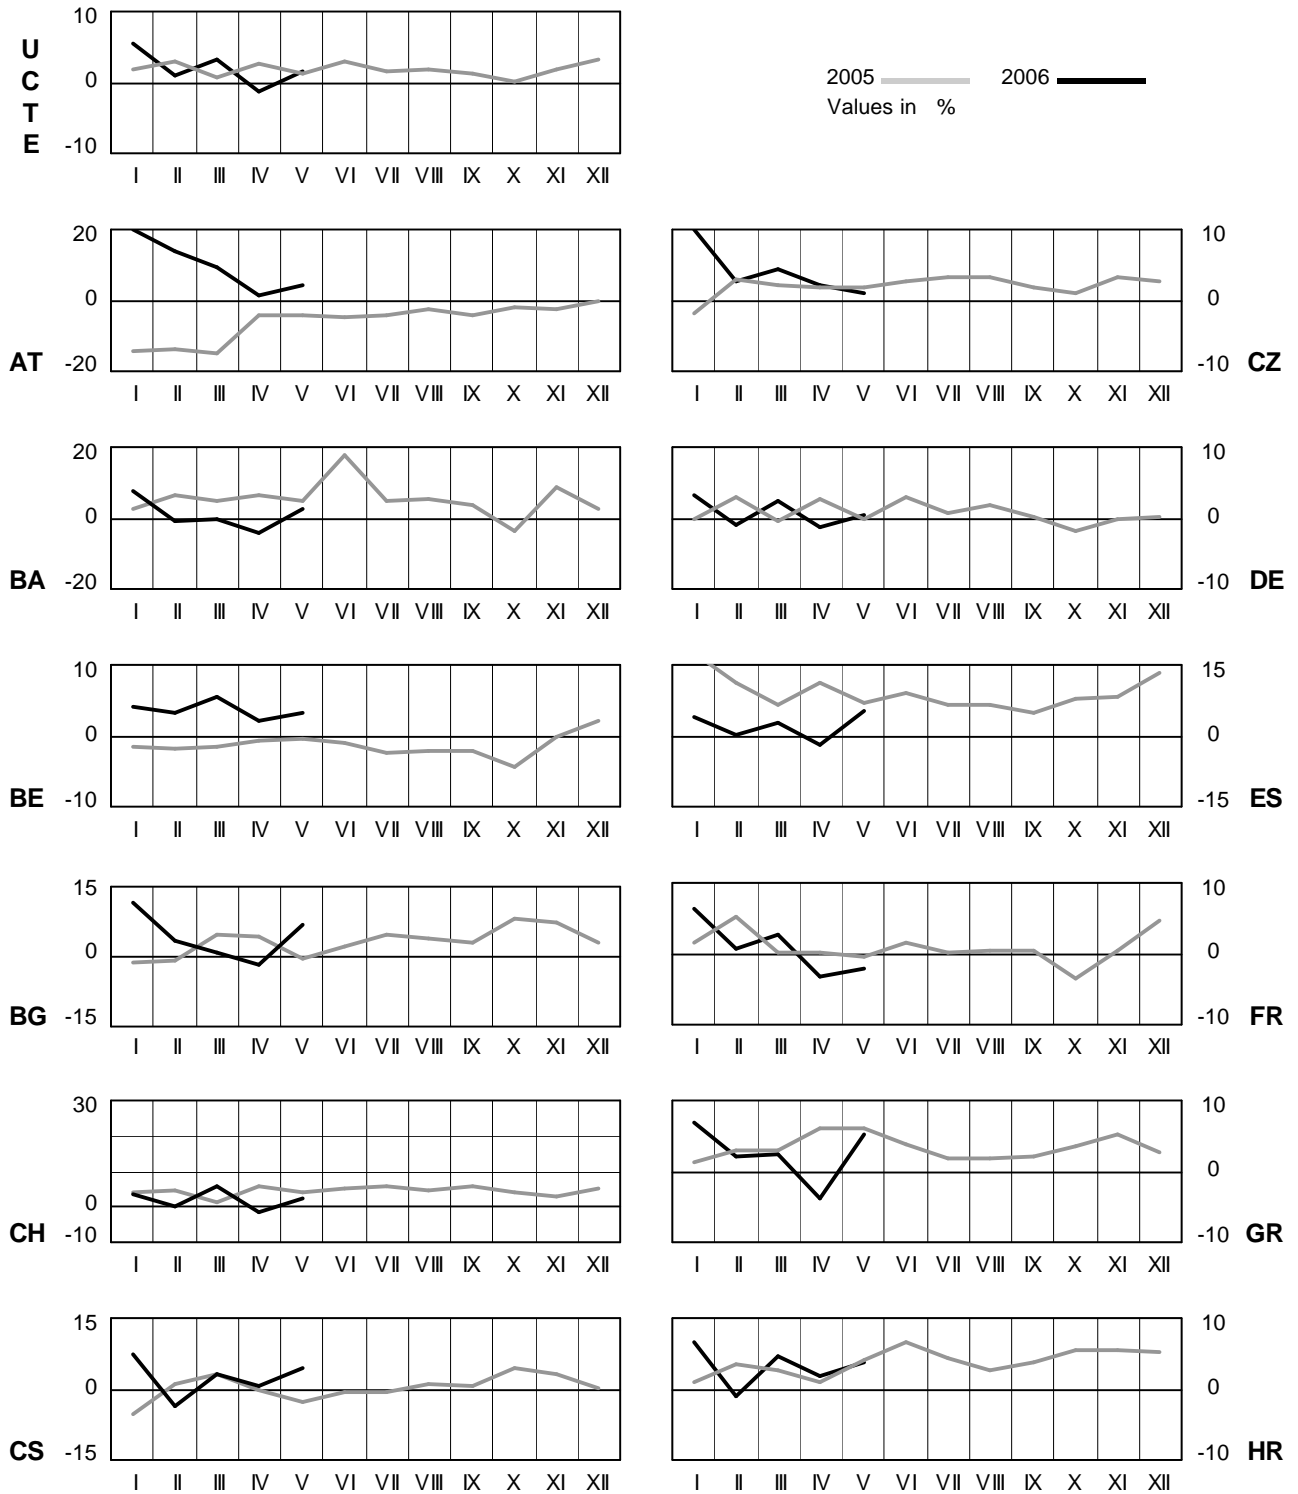 10
0
-10
U
C
T
E
I II III IV V VI VII VIII IX X XI XII
2005 2006
Values in %
20
0
-20
AT
I II III IV V VI VII VIII IX X XI XII
10
0
-10 CZ
I II III IV V VI VII VIII IX X XI XII
20
0
-20
BA
I II III IV V VI VII VIII IX X XI XII
10
0
-10 DE
I II III IV V VI VII VIII IX X XI XII
10
0
-10
BE
I II III IV V VI VII VIII IX X XI XII
15
0
-15 ES
I II III IV V VI VII VIII IX X XI XII
15
0
-15
BG
I II III IV V VI VII VIII IX X XI XII
10
0
-10 FR
I II III IV V VI VII VIII IX X XI XII
30
0
CH -10
I II III IV V VI VII VIII IX X XI XII
10
0
-10 GR
I II III IV V VI VII VIII IX X XI XII
15
0
CS -15
I II III IV V VI VII VIII IX X XI XII
10
0
-10 HR
I II III IV V VI VII VIII IX X XI XII